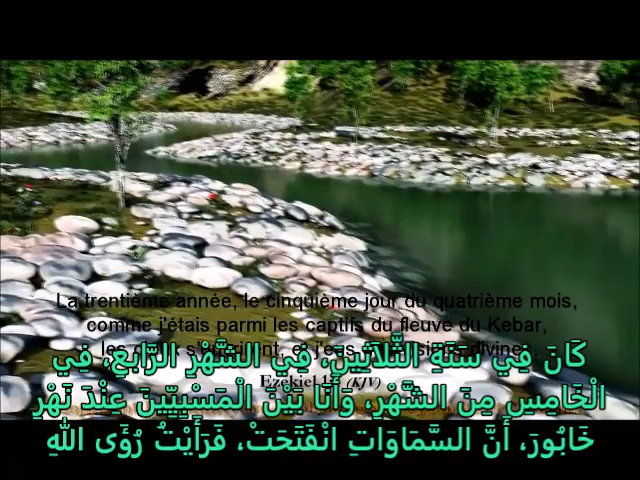 La trentième année, le cinquième jour du quatrième mois,
comme j'étais parmi les captifs du fleuve du Kebar,
les
Ezekiel 1:1 (KJV)
كَانَ فِي سَنَةِ الثَّلَاثِينَ، فِي الشَّهْرِ الرَّابعِ، فِي
الْخَامِسِ مِنَ الشَّهْرِ، وَأَنَا بَيْنَ الْمَسْبِيِّينَ عِنْدَ نَهْرِ
خَابُورَ، أَنَّ السَّمَاوَاتِ انْفَتَحَتْ، فَرَأَيْتُ رُؤَى اللهِ